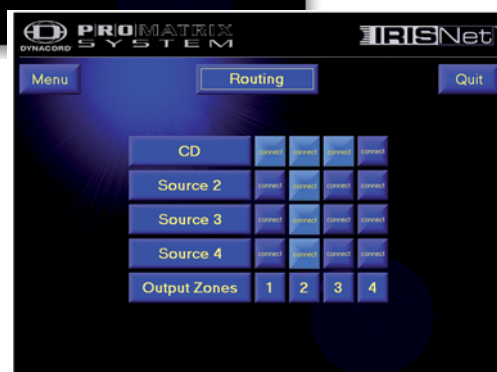 DYNACORD PROMATRIX SYSTEM IRISNet
Menu Routing Quit
CD connect connect connect connect
Source 2 connect connect connect connect
Source 3 connect connect connect connect
Source 4 connect connect connect connect
Output Zones 1 2 3 4